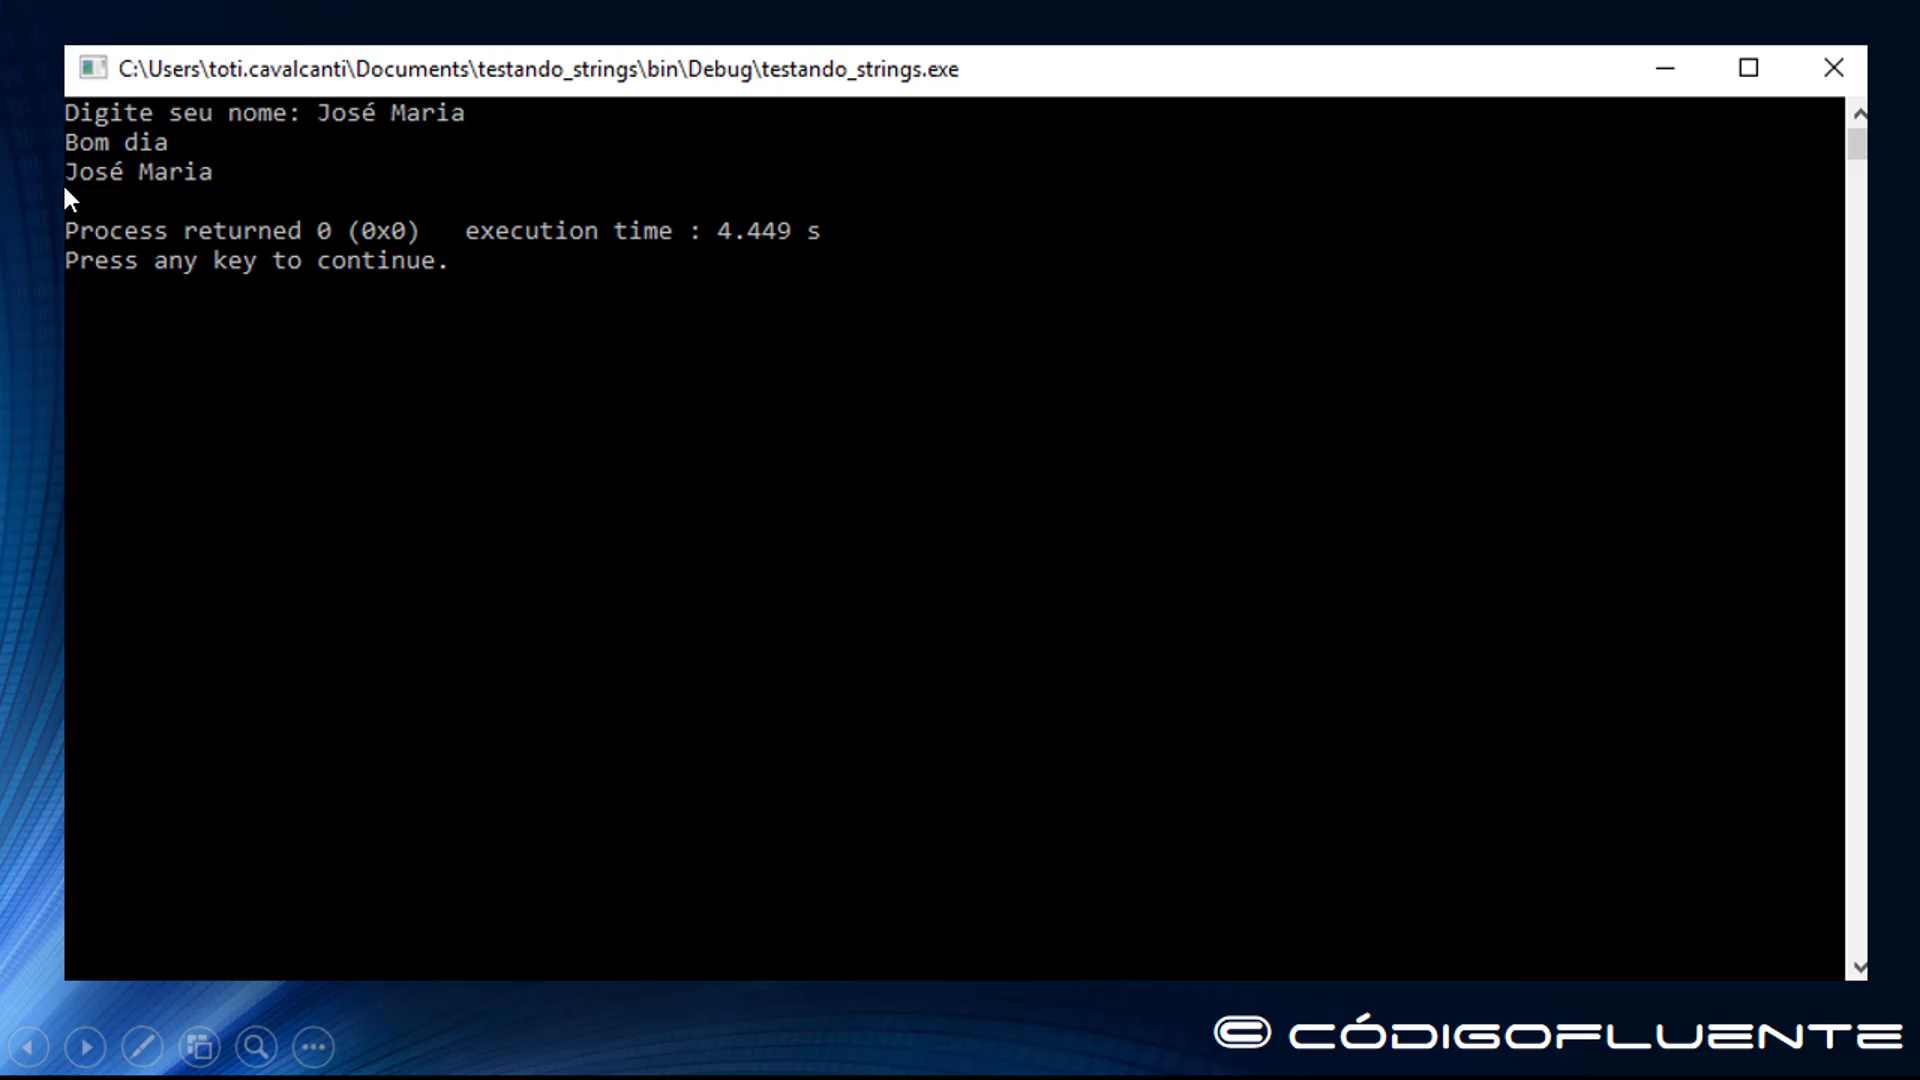 C:\Users\toti.cavalcanti\Documents\testando_strings\bin\Debug\testando_strings.exe
Digite seu nome: José Maria
Bom dia
José Maria
Process returned 0 (0x0)   execution time : 4.449 s
Press any key to continue.
CÓDIGOFLUENTE